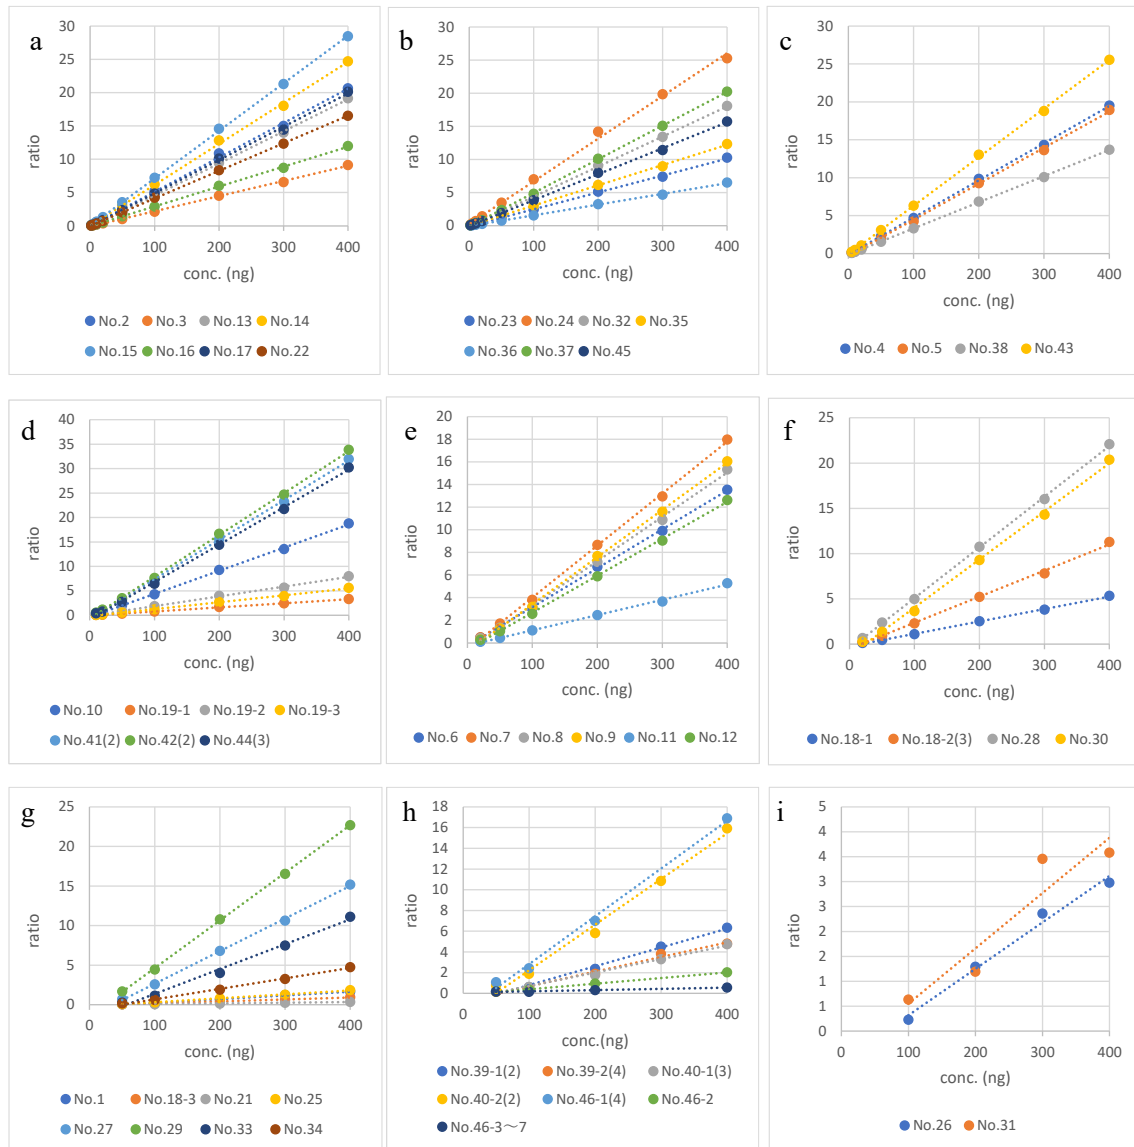 a
30
25
20
15
10
5
0
0 100 200 300 400
ratio
conc. (ng)
No.2 No.3 No.13 No.14
No.15 No.16 No.17 No.22
b
30
25
20
15
10
5
0
0 100 200 300 400
ratio
conc. (ng)
No.23 No.24 No.32 No.35
No.36 No.37 No.45
c
30
25
20
15
10
5
0
0 100 200 300 400
ratio
conc. (ng)
No.4 No.5 No.38 No.43
d
40
35
30
25
20
15
10
5
0
0 100 200 300 400
ratio
conc. (ng)
No.10 No.19-1 No.19-2 No.19-3
No.41(2) No.42(2) No.44(3)
e
20
18
16
14
12
10
8
6
4
2
0
0 100 200 300 400
ratio
conc. (ng)
No.6 No.7 No.8 No.9 No.11 No.12
f
25
20
15
10
5
0
0 100 200 300 400
ratio
conc. (ng)
No.18-1 No.18-2(3) No.28 No.30
g
25
20
15
10
5
0
0 100 200 300 400
ratio
conc. (ng)
No.1 No.18-3 No.21 No.25
No.27 No.29 No.33 No.34
h
18
16
14
12
10
8
6
4
2
0
0 100 200 300 400
ratio
conc.(ng)
No.39-1(2) No.39-2(4) No.40-1(3)
No.40-2(2) No.46-1(4) No.46-2
No.46-3～7
i
5
4
4
3
3
2
2
1
1
0
0 100 200 300 400
ratio
conc. (ng)
No.26 No.31